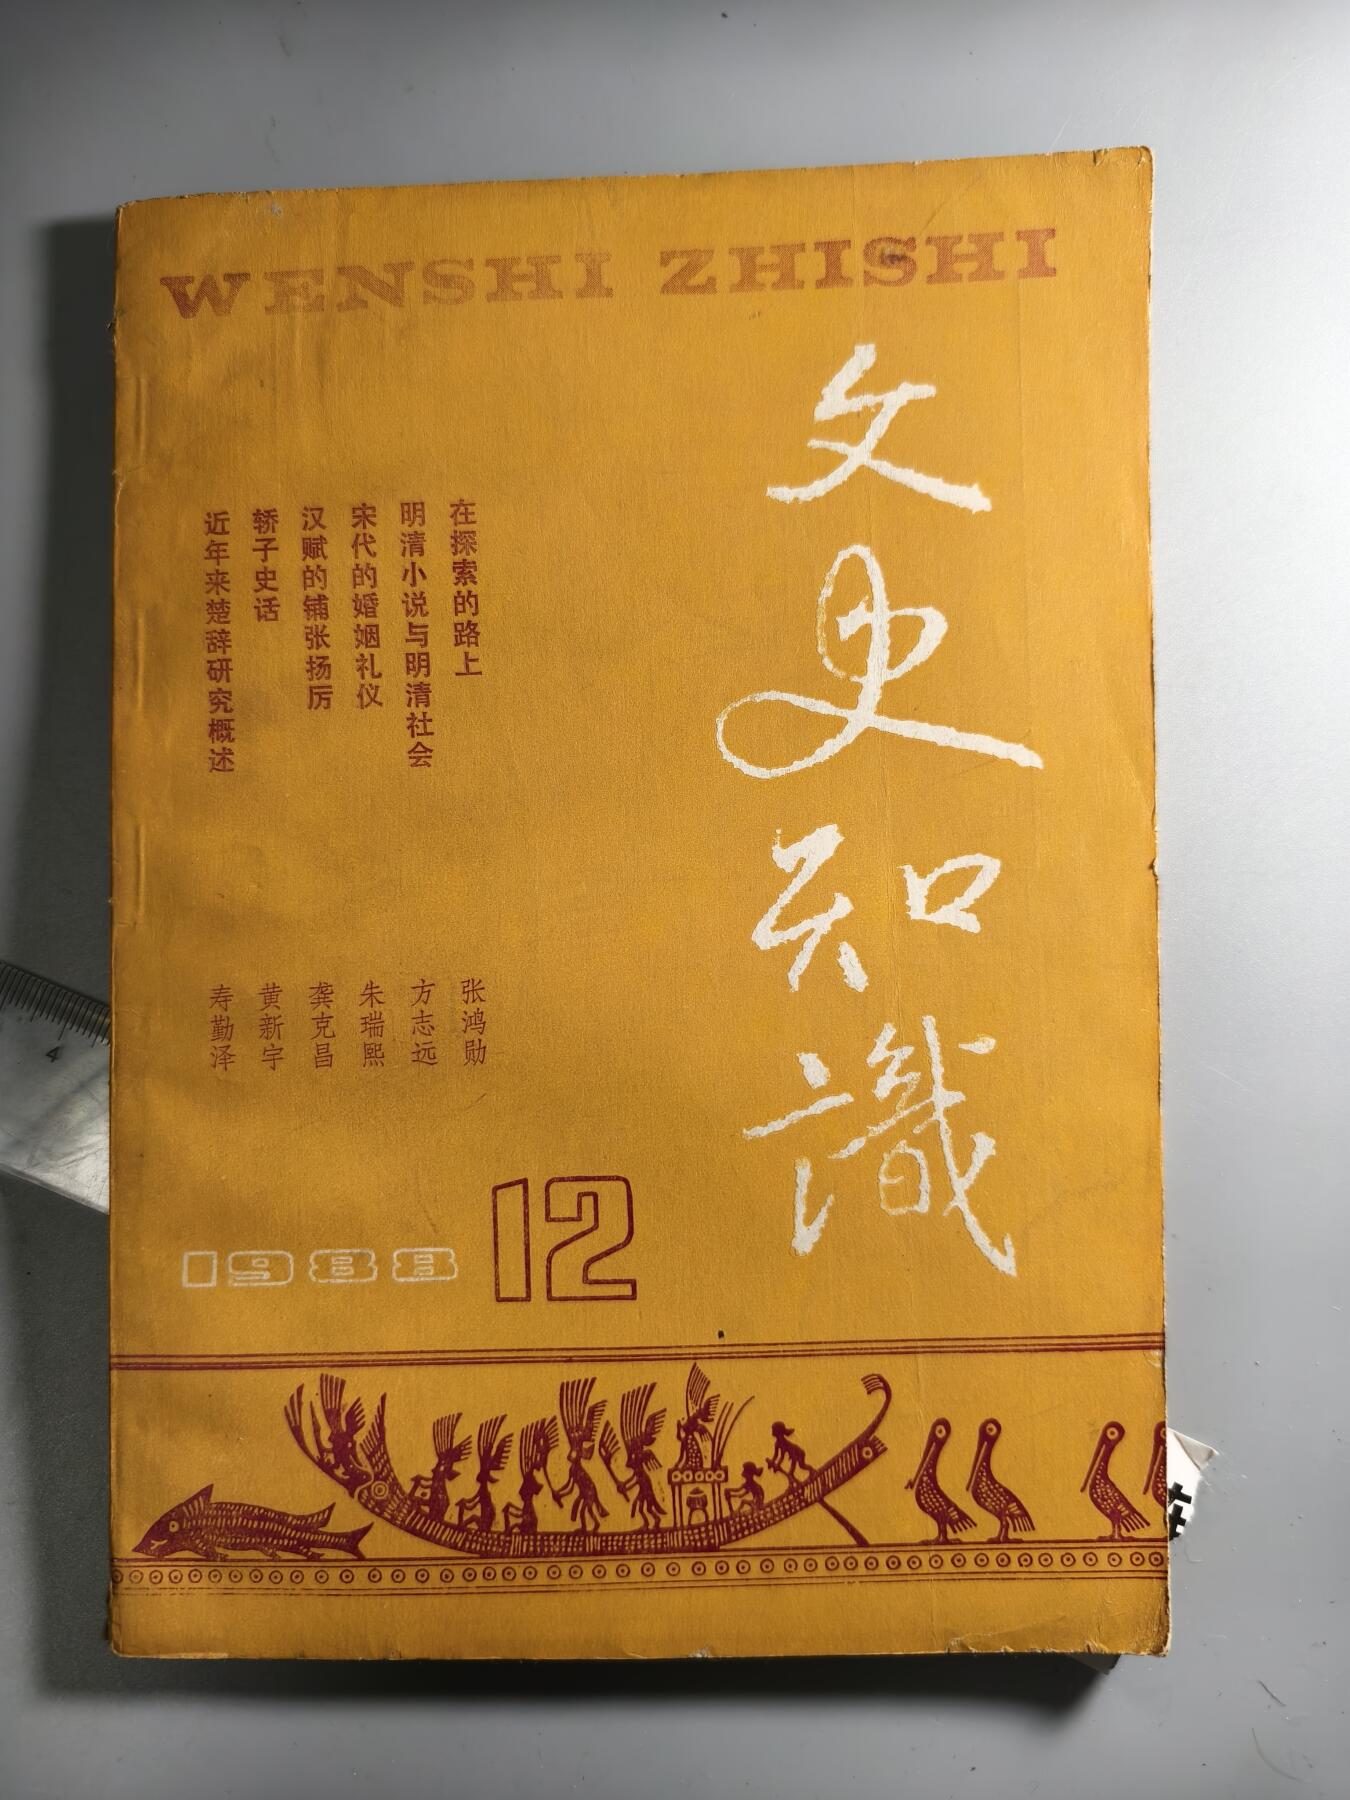 WENSHI ZHISHI
文史知識
在探索的路上
张鸿勋
明清小说与明清社会
方志远
宋代的婚姻礼仪
朱瑞熙
汉赋的铺张扬厉
龚克昌
轿子史话
黄新宇
近年来楚辞研究概述
寿勤泽
1988
12
4